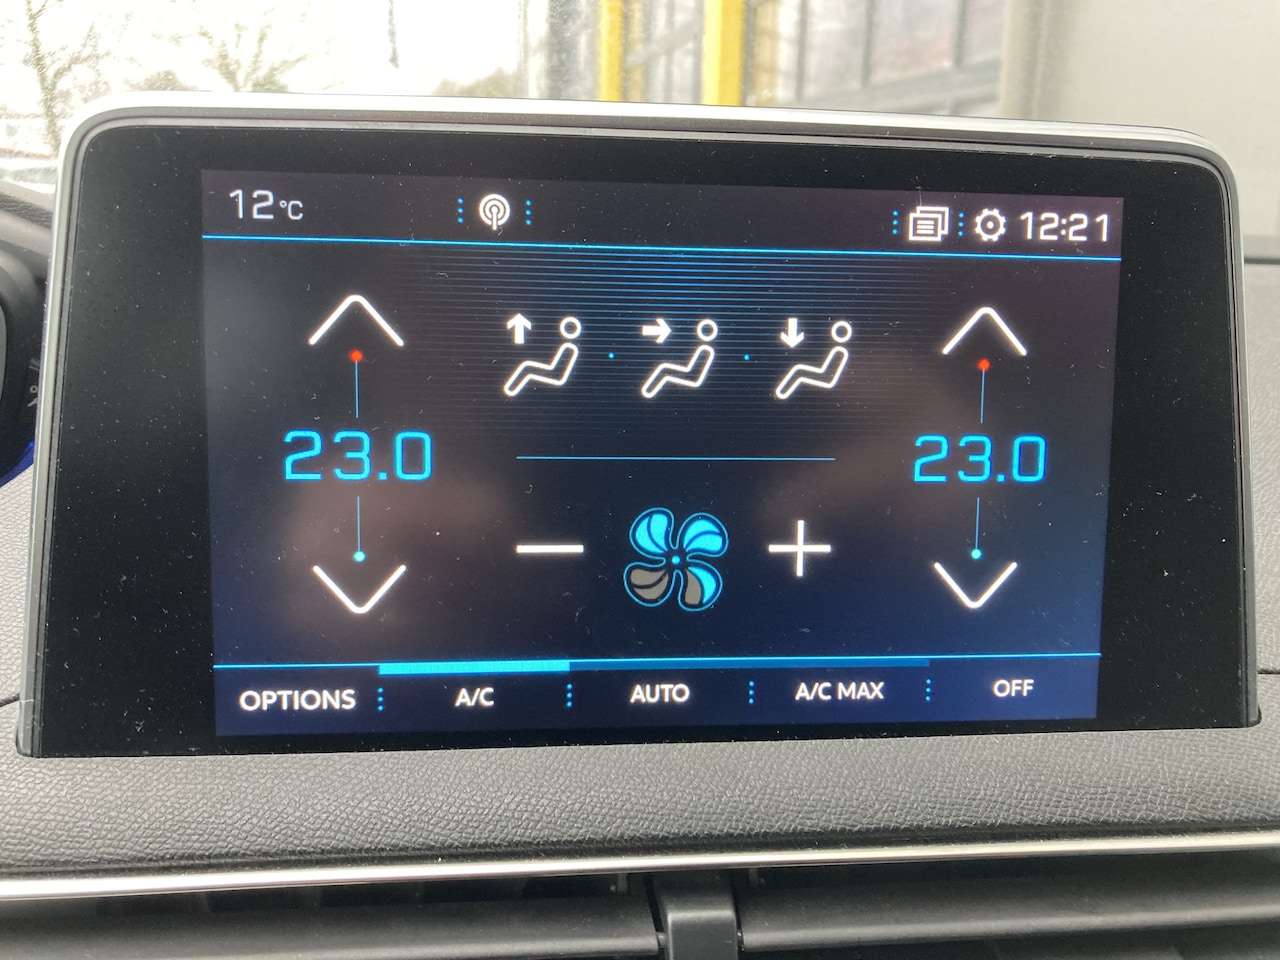 12°C 12:21
23.0 23.0
OPTIONS A/C AUTO A/C MAX OFF